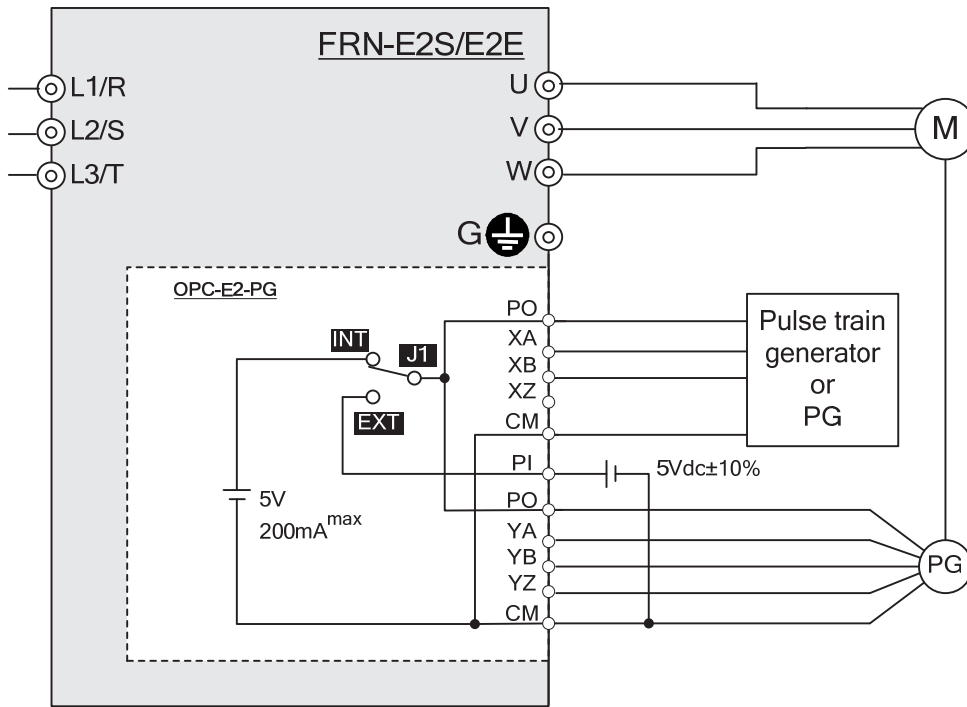 FRN-E2S/E2E
L1/R
L2/S
L3/T
U
V
W
G
M
OPC-E2-PG
INT
J1
EXT
5V
200mAmax
PO
XA
XB
XZ
CM
PI
PO
YA
YB
YZ
CM
Pulse train
generator
or
PG
5Vdc±10%
PG